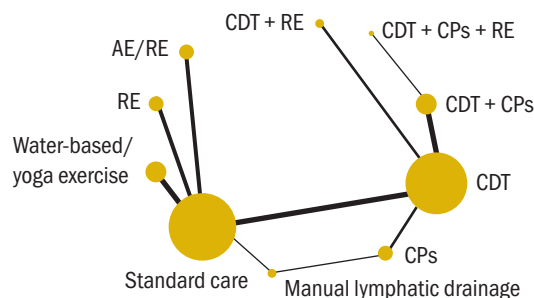 CDT + RE
CDT + CPs + RE
AE/RE
RE
CDT + CPs
Water-based/
yoga exercise
CDT
CPs
Standard care
Manual lymphatic drainage